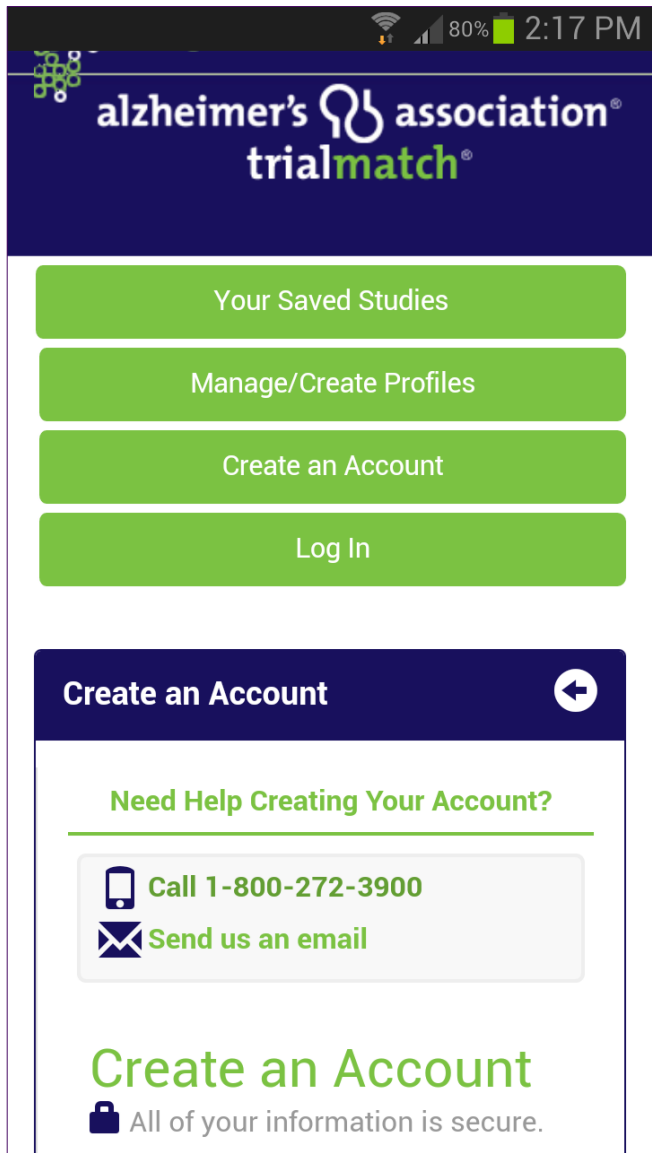 80% 2:17 PM
alzheimer's association®
trialmatch®
Your Saved Studies
Manage/Create Profiles
Create an Account
Log In
Create an Account
Need Help Creating Your Account?
Call 1-800-272-3900
Send us an email
Create an Account
All of your information is secure.